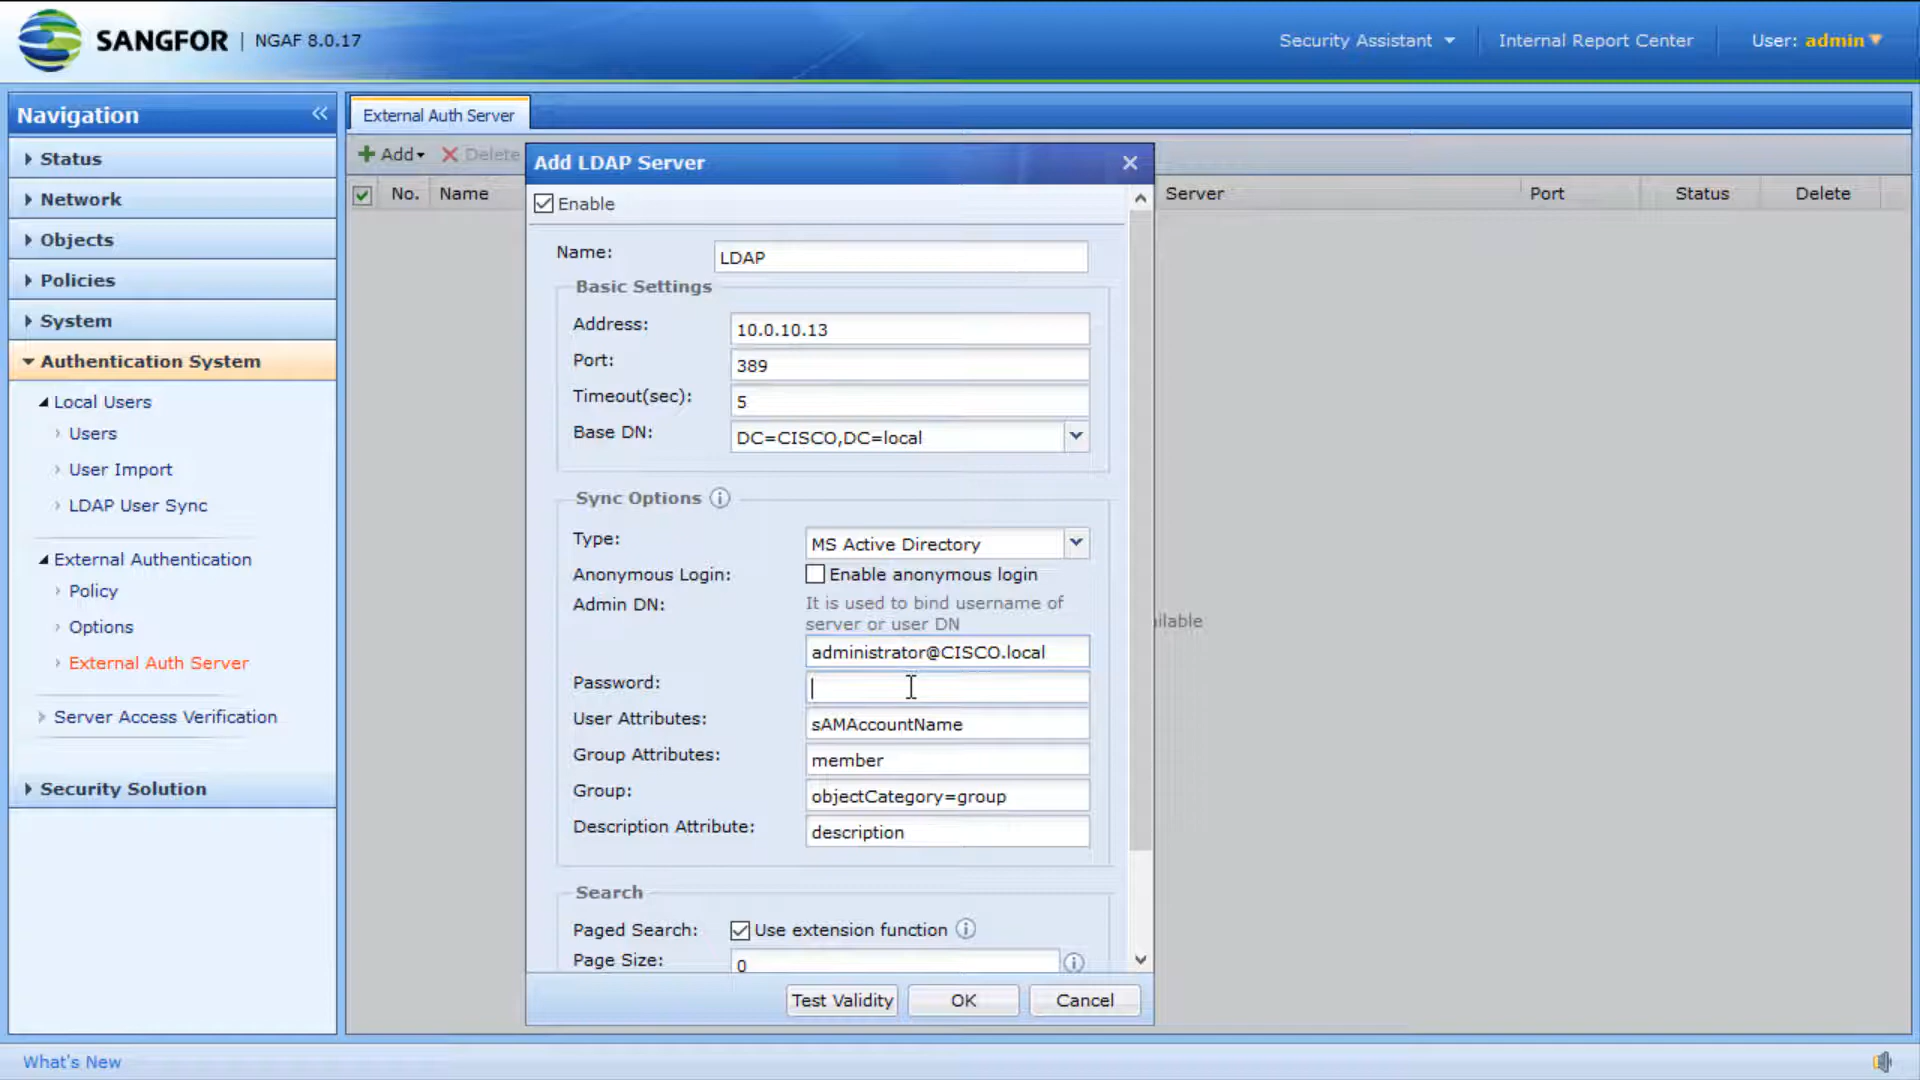 SANGFOR | NGAF 8.0.17
Security Assistant
Internal Report Center
User: admin
Navigation
Status
Network
Objects
Policies
System
Authentication System
Local Users
Users
User Import
LDAP User Sync
External Authentication
Policy
Options
External Auth Server
Server Access Verification
Security Solution
External Auth Server
Add
Delete
No. Name Server Port Status Delete
Add LDAP Server
Enable
Name: LDAP
Basic Settings
Address: 10.0.10.13
Port: 389
Timeout(sec): 5
Base DN: DC=CISCO,DC=local
Sync Options
Type: MS Active Directory
Anonymous Login: Enable anonymous login
Admin DN: It is used to bind username of
server or user DN
administrator@CISCO.local
Password:
User Attributes: sAMAccountName
Group Attributes: member
Group: objectCategory=group
Description Attribute: description
Search
Paged Search: Use extension function
Page Size: 0
Test Validity
OK
Cancel
What's New